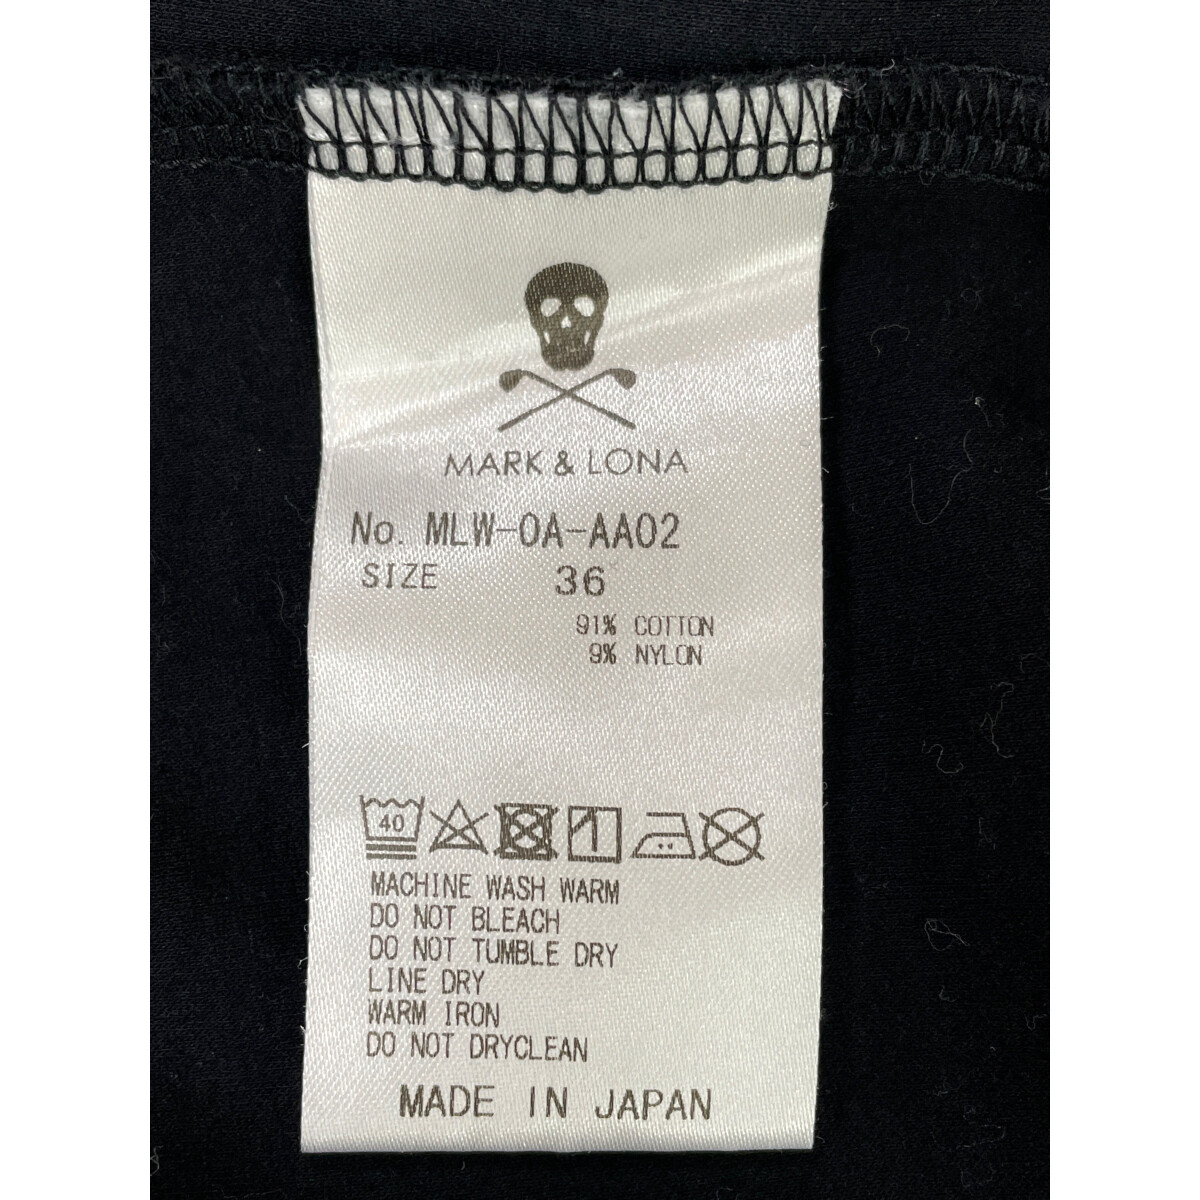 MARK & LONA
No. MLW-0A-AA02
SIZE 36
91% COTTON
9% NYLON
40
MACHINE WASH WARM
DO NOT BLEACH
DO NOT TUMBLE DRY
LINE DRY
WARM IRON
DO NOT DRYCLEAN
MADE IN JAPAN